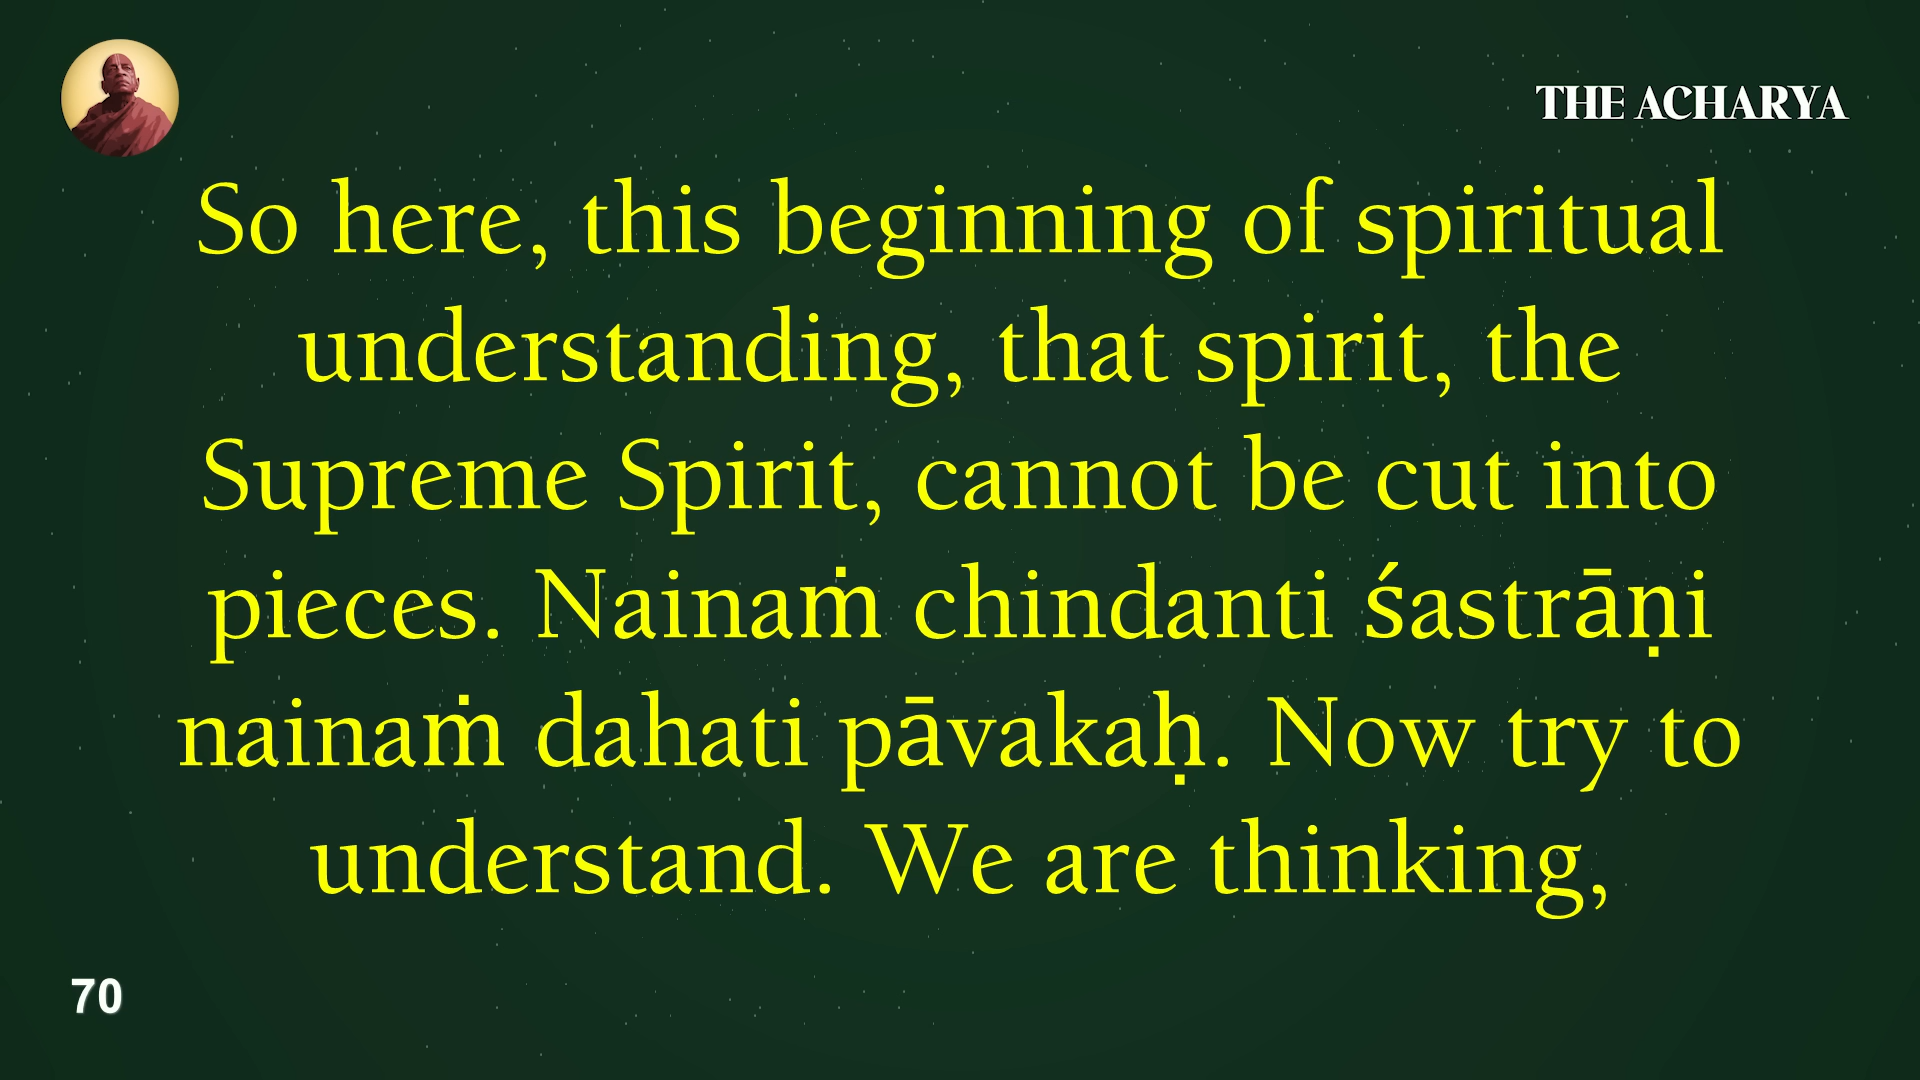 THE ACHARYA
So here, this beginning of spiritual
understanding, that spirit, the
Supreme Spirit, cannot be cut into
pieces. Nainaṁ chindanti śastrāṇi
nainaṁ dahati pāvakaḥ. Now try to
understand. We are thinking,
70